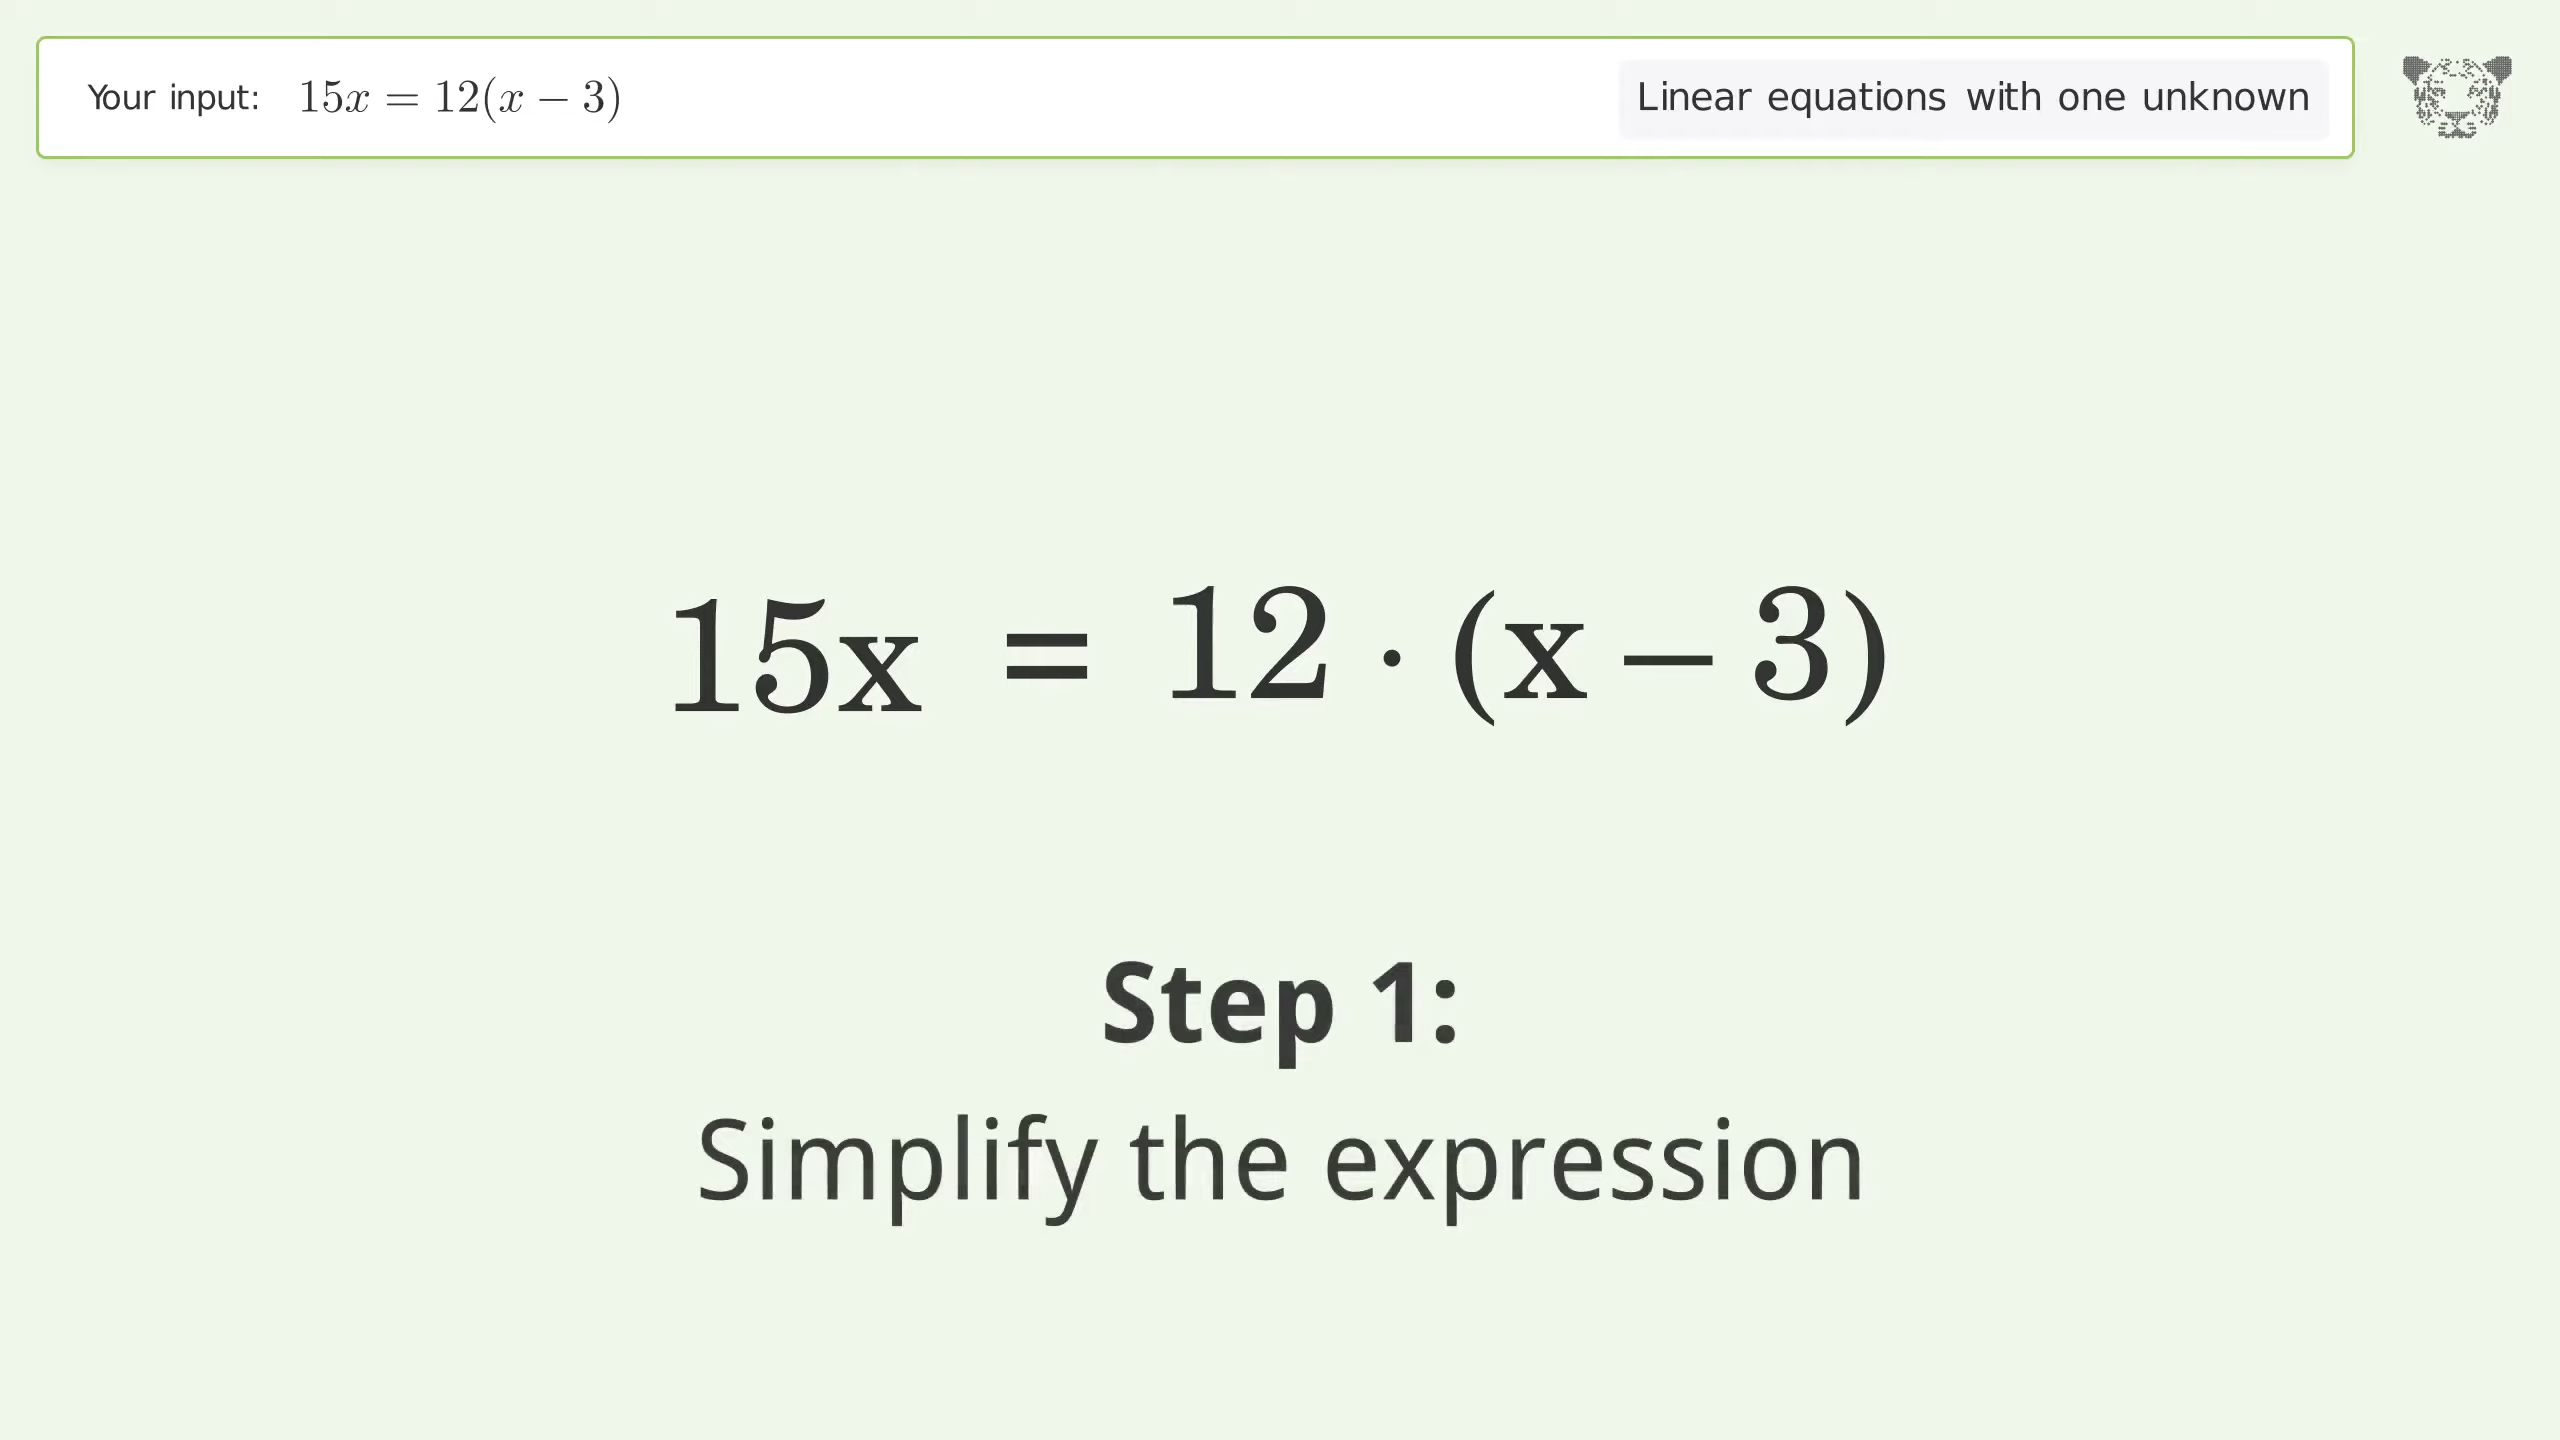 Your input: 15x = 12(x − 3)
Linear equations with one unknown
15x = 12 · (x − 3)
Step 1:
Simplify the expression